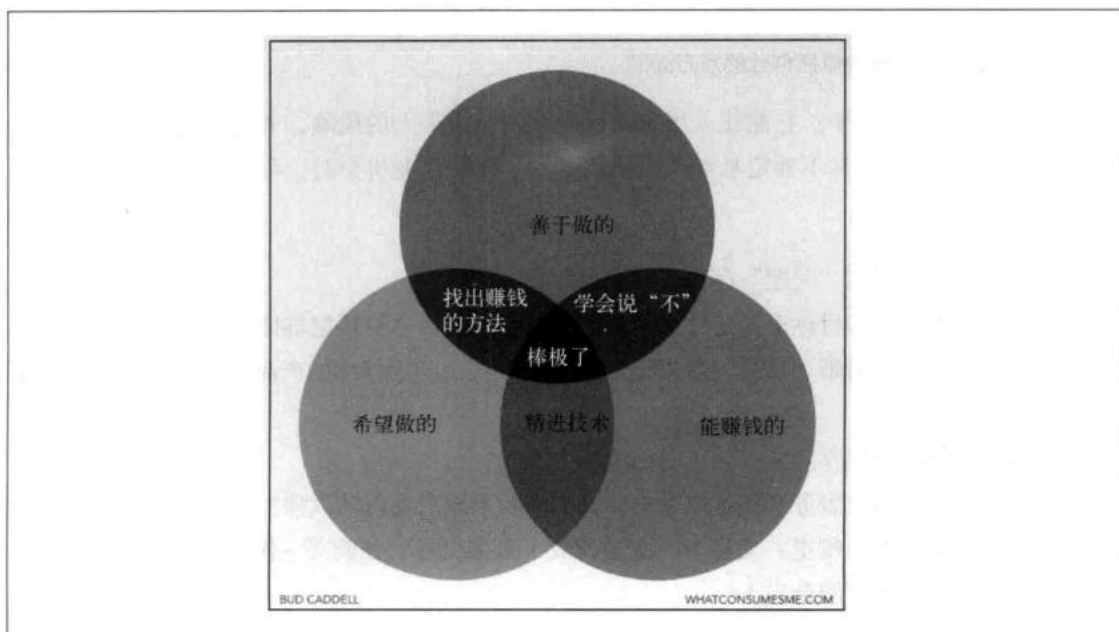 善于做的
找出赚钱
的方法
学会说“不”
棒极了
希望做的
精进技术
能赚钱的
BUD CADDELL
WHATCONSUMESME.COM